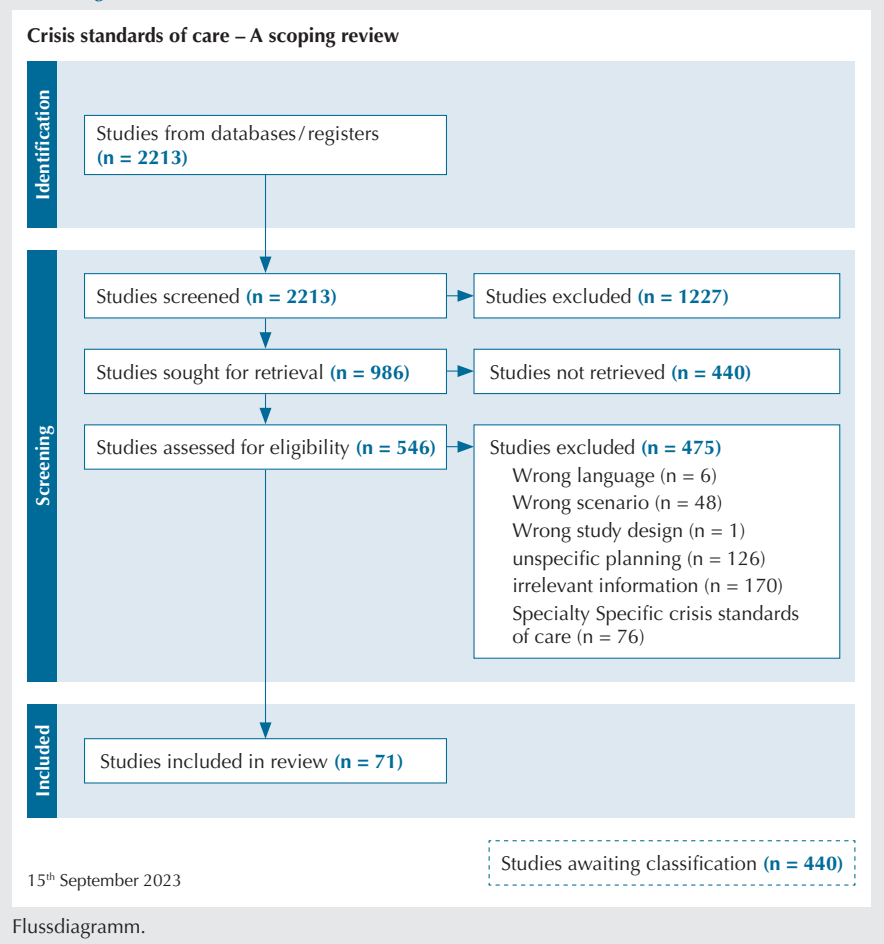 Crisis standards of care – A scoping review
Identification
Studies from databases/registers
(n = 2213)
Screening
Studies screened (n = 2213)
Studies excluded (n = 1227)
Studies sought for retrieval (n = 986)
Studies not retrieved (n = 440)
Studies assessed for eligibility (n = 546)
Studies excluded (n = 475)
Wrong language (n = 6)
Wrong scenario (n = 48)
Wrong study design (n = 1)
unspecific planning (n = 126)
irrelevant information (n = 170)
Specialty Specific crisis standards
of care (n = 76)
Included
Studies included in review (n = 71)
Studies awaiting classification (n = 440)
15th September 2023
Flussdiagramm.